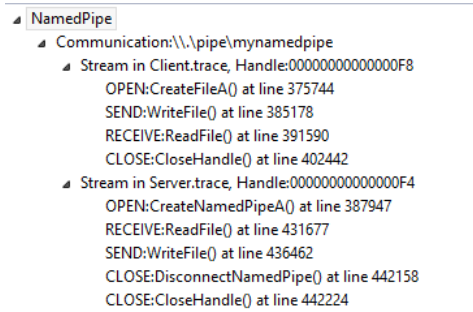 NamedPipe
Communication:\\.\pipe\mynamedpipe
Stream in Client.trace, Handle:00000000000000F8
OPEN:CreateFileA() at line 375744
SEND:WriteFile() at line 385178
RECEIVE:ReadFile() at line 391590
CLOSE:CloseHandle() at line 402442
Stream in Server.trace, Handle:00000000000000F4
OPEN:CreateNamedPipeA() at line 387947
RECEIVE:ReadFile() at line 431677
SEND:WriteFile() at line 436462
CLOSE:DisconnectNamedPipe() at line 442158
CLOSE:CloseHandle() at line 442224